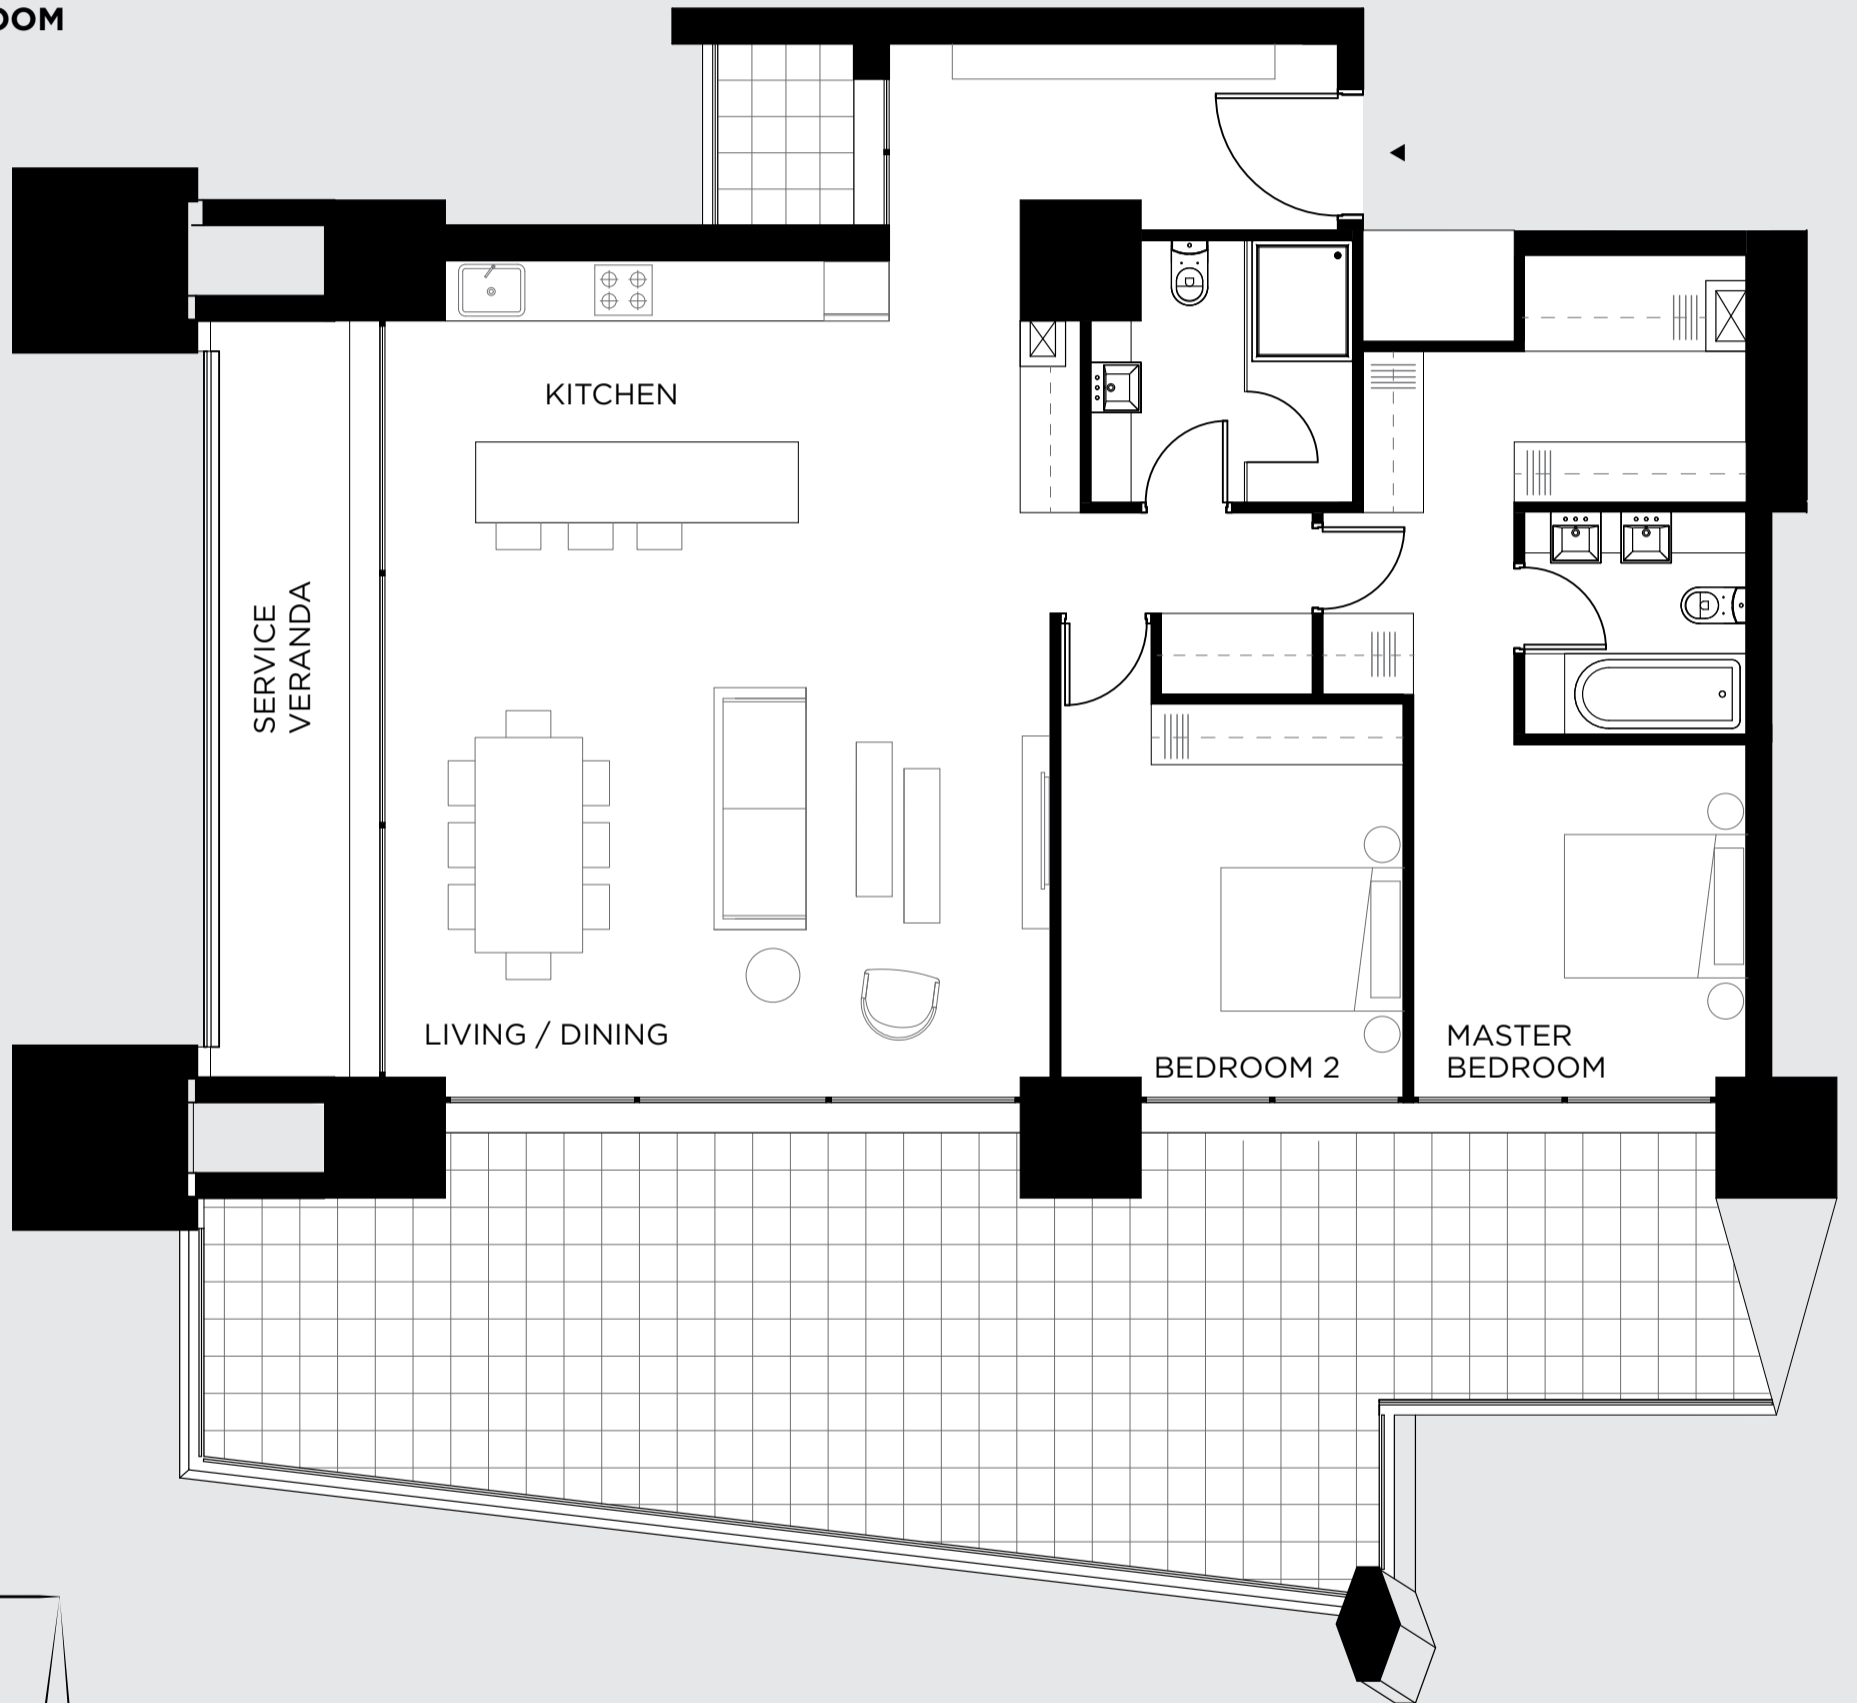 OOM
KITCHEN
SERVICE
VERANDA
LIVING / DINING
BEDROOM 2
MASTER
BEDROOM